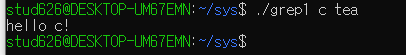 stud626@DESKTOP-UM67EMN:~/sys$ ./grep1 c tea
hello c!
stud626@DESKTOP-UM67EMN:~/sys$